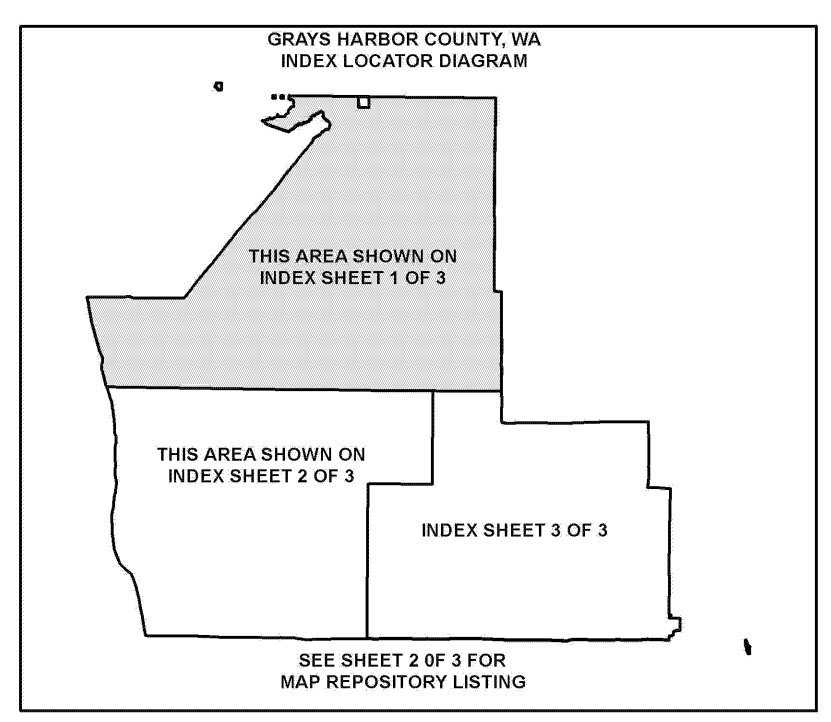 GRAYS HARBOR COUNTY, WA
INDEX LOCATOR DIAGRAM
THIS AREA SHOWN ON
INDEX SHEET 1 OF 3
THIS AREA SHOWN ON
INDEX SHEET 2 OF 3
INDEX SHEET 3 OF 3
SEE SHEET 2 0F 3 FOR
MAP REPOSITORY LISTING